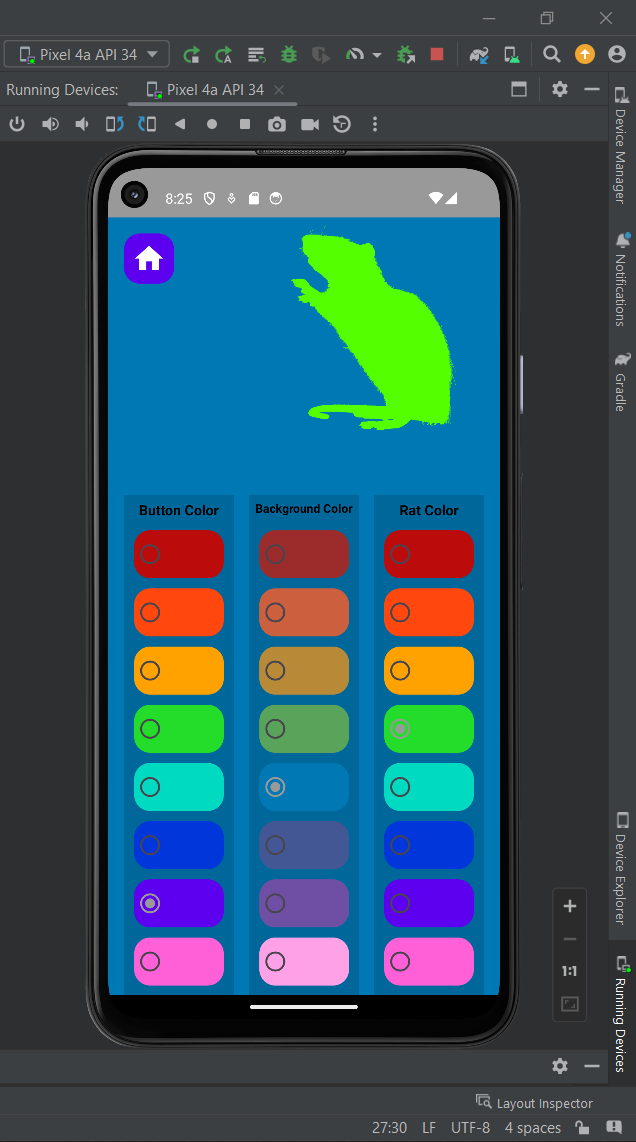 Pixel 4a API 34
Running Devices:
Pixel 4a API 34
8:25
Button Color
Background Color
Rat Color
1:1
Device Manager
Notifications
Gradle
Device Explorer
Running Devices
Layout Inspector
27:30
LF
UTF-8
4 spaces